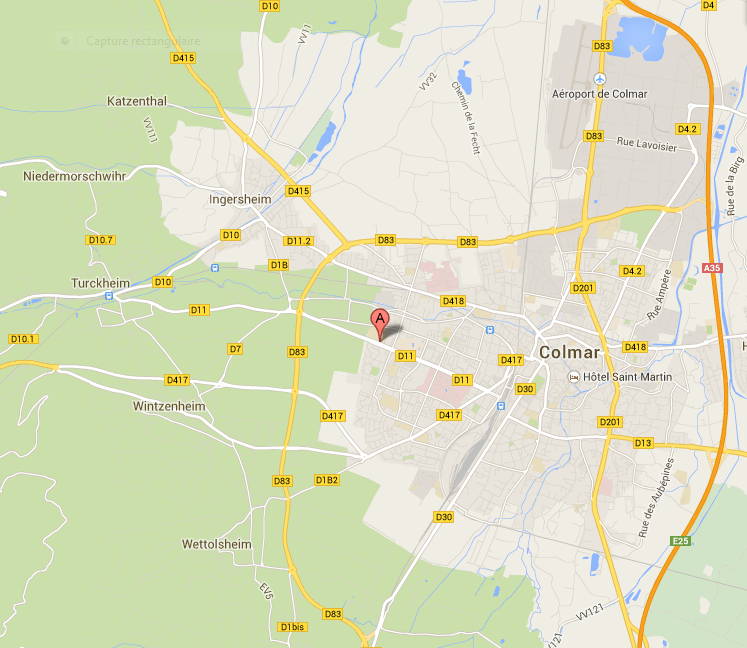 D10
D4
VV11
Capture rectangulaire
D83
D415
VV32
Aéroport de Colmar
Chemin de la Fecht
Katzenthal
VV111
D4.2
D83
Rue Lavoisier
Rue de la Birg
Niedermorschwihr
D415
Ingersheim
D10
D11.2
D83
D83
D10.7
D1B
A35
D4.2
Turckheim
D10
D201
Rue Ampère
D418
D11
A
D10.1
D7
D83
D11
D417
Colmar
D418
H
D417
D11
D30
Hôtel Saint-Martin
Wintzenheim
D417
D417
D201
D13
D83
D1B2
Rue des Aubépines
D30
E25
Wettolsheim
EV5
D83
VV121
D1bis
/121